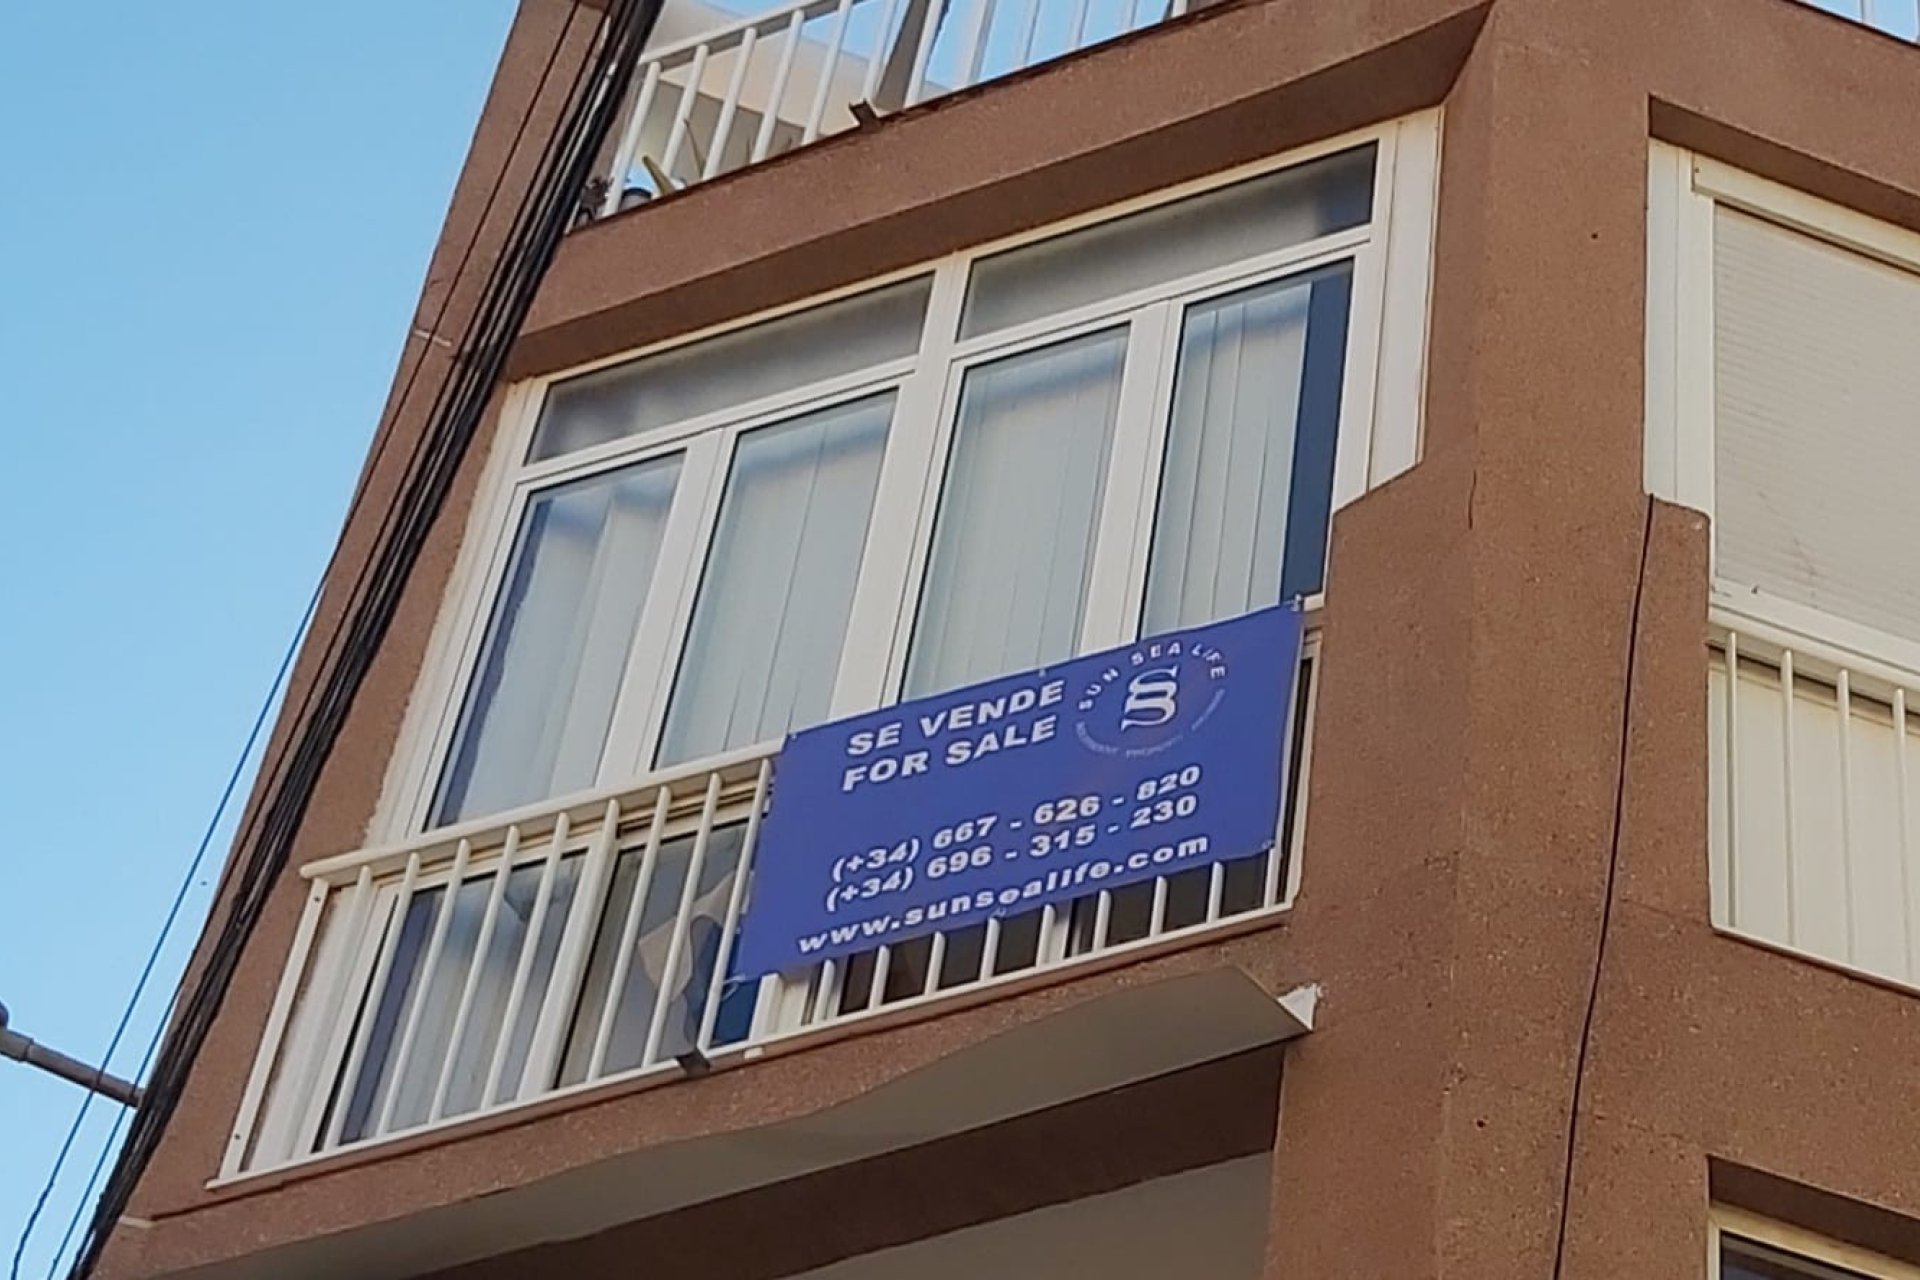 SE VENDE
FOR SALE
SUN SEA LIFE
(+34) 667 - 626 - 820
(+34) 696 - 315 - 230
www.sunsealife.com